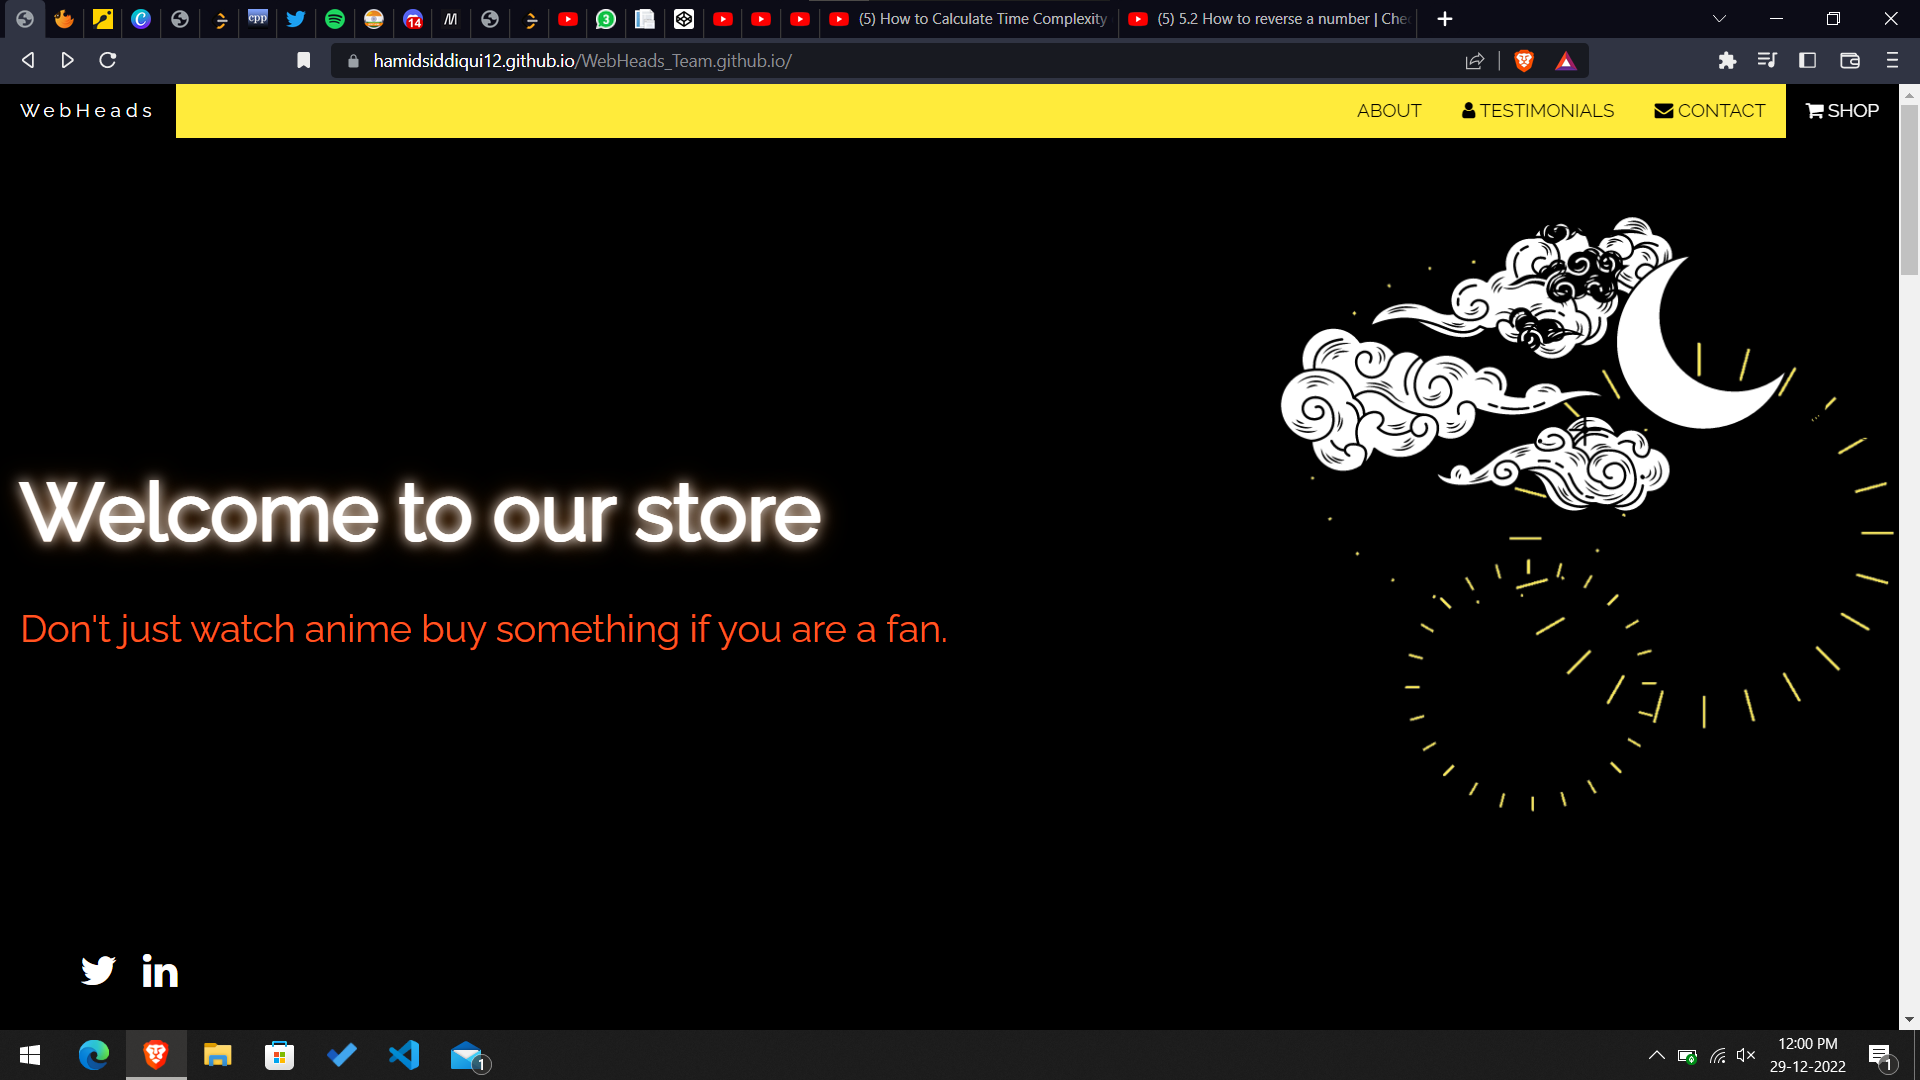 cpp
14
M
3
(5) How to Calculate Time Complexity
(5) 5.2 How to reverse a number | Chec
hamidsiddiqui12.github.io/WebHeads_Team.github.io/
WebHeads
ABOUT
TESTIMONIALS
CONTACT
SHOP
Welcome to our store
Don't just watch anime buy something if you are a fan.
in
1
12:00 PM
29-12-2022
1